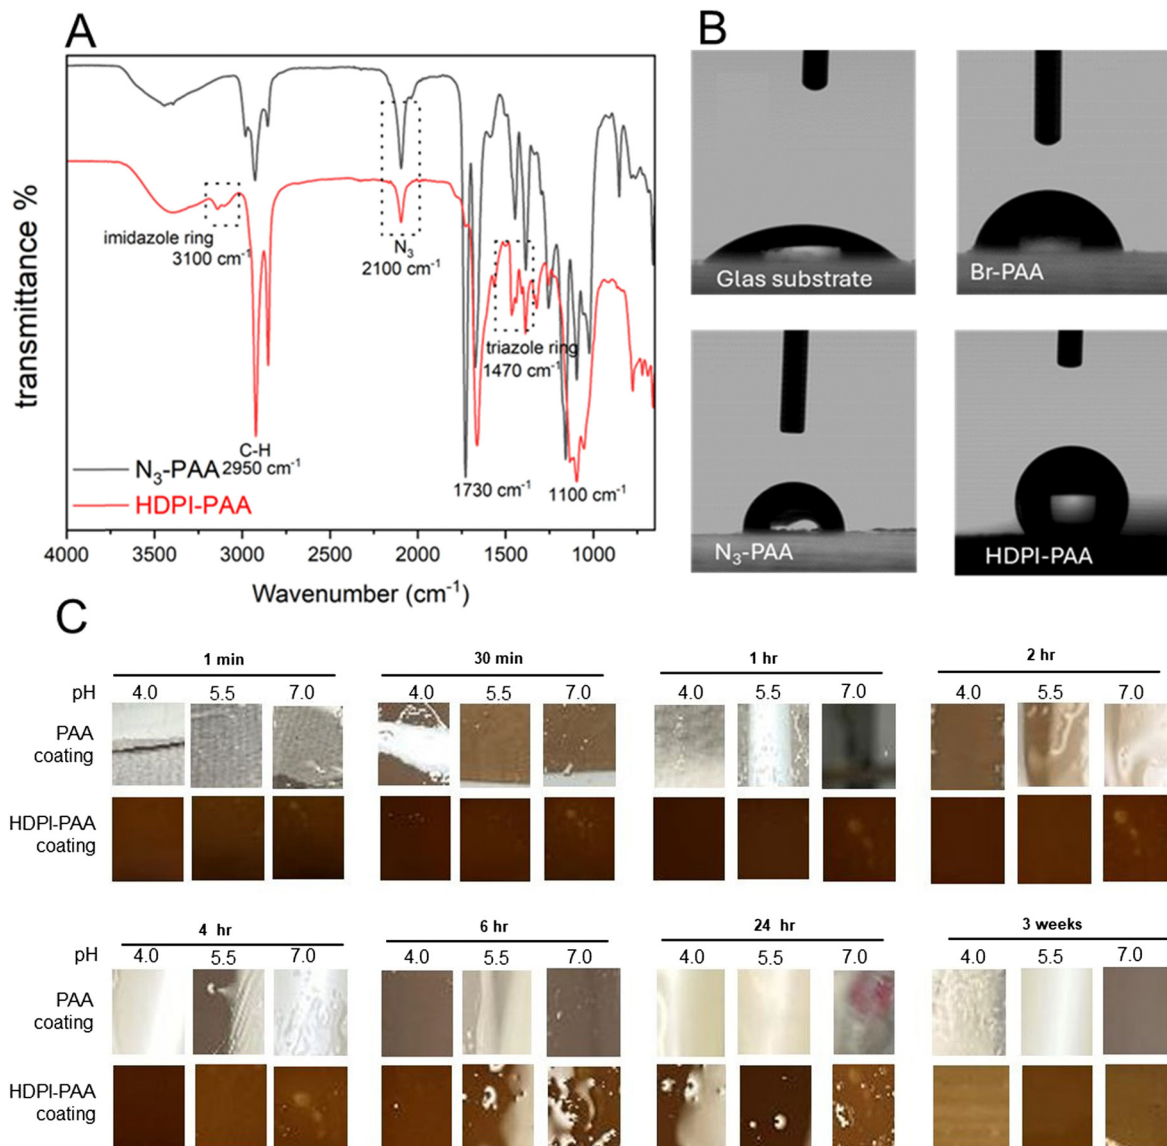 A
transmittance %
imidazole ring
3100 cm⁻¹
N₃
2100 cm⁻¹
triazole ring
1470 cm⁻¹
C-H
2950 cm⁻¹
1730 cm⁻¹
1100 cm⁻¹
N₃-PAA
HDPI-PAA
4000 3500 3000 2500 2000 1500 1000
Wavenumber (cm⁻¹)
B
Glas substrate
Br-PAA
N₃-PAA
HDPI-PAA
C
1 min 30 min 1 hr 2 hr
pH 4.0 5.5 7.0 4.0 5.5 7.0 4.0 5.5 7.0 4.0 5.5 7.0
PAA
coating
HDPI-PAA
coating
4 hr 6 hr 24 hr 3 weeks
pH 4.0 5.5 7.0 4.0 5.5 7.0 4.0 5.5 7.0 4.0 5.5 7.0
PAA
coating
HDPI-PAA
coating